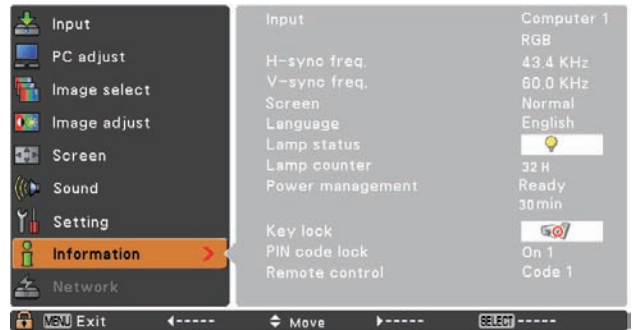 Input
PC adjust
Image select
Image adjust
Screen
Sound
Setting
Information
Network
Input Computer 1
RGB
H-sync freq. 43.4 KHz
V-sync freq. 60.0 KHz
Screen Normal
Language English
Lamp status
Lamp counter 32 H
Power management Ready
30 min
Key lock
PIN code lock On 1
Remote control Code 1
MENU Exit ----- Move ----- SELECT -----